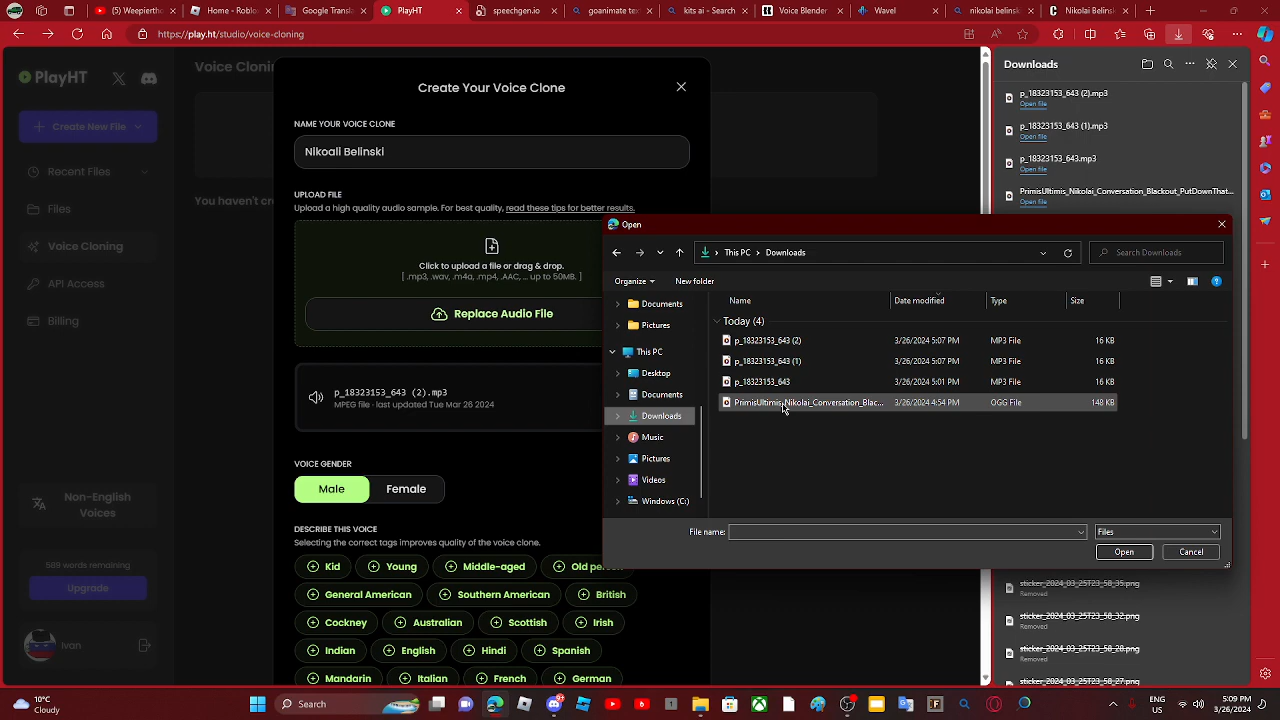 (5) Weeperthο
Home - Roblox
Google Transla
PlayHT
speechgen.io
ganimate text
kits ai - Search
Voice Blender
Wavel
nikolai belinsk
Nikolai Belinsk
https://play.ht/studio/voice-cloning
PlayHT
Create New File
Recent Files
Files
Voice Cloning
API Access
Billing
Non-English
Voices
589 words remaining
Upgrade
Ivan
Voice Cloni
You haven't cr
Create Your Voice Clone
NAME YOUR VOICE CLONE
Nikoali Belinski
UPLOAD FILE
Upload a high quality audio sample. For best quality, read these tips for better results.
Click to upload a file or drag & drop.
[ .mp3, .wav, .m4a, .mp4, .AAC, ... up to 50MB. ]
Replace Audio File
p_18323153_643 (2).mp3
MPEG file · last updated Tue Mar 26 2024
VOICE GENDER
Male Female
DESCRIBE THIS VOICE
Selecting the correct tags improves quality of the voice clone.
Kid Young Middle-aged Old person
General American Southern American British
Cockney Australian Scottish Irish
Indian English Hindi Spanish
Mandarin Italian French German
Downloads
p_18323153_643 (2).mp3
Open file
p_18323153_643 (1).mp3
Open file
p_18323153_643.mp3
Open file
PrimisUltimis_Nikolai_Conversation_Blackout_PunThat...
Open file
Open
This PC > Downloads
Search Downloads
Organize New folder
Documents
Pictures
This PC
Desktop
Documents
Downloads
Music
Pictures
Videos
Windows (C:)
Name Date modified Type Size
Today (4)
p_18323153_643 (2) 3/26/2024 5:07 PM MP3 File 16 KB
p_18323153_643 (1) 3/26/2024 5:07 PM MP3 File 16 KB
p_18323153_643 3/26/2024 5:01 PM MP3 File 16 KB
PrimisUltimis_Nikolai_Conversation_Blac... 3/26/2024 4:54 PM OGG File 148 KB
File name: Files
Open Cancel
sticker_2024_03_25T23_58_35.png
Removed
sticker_2024_03_25T23_58_29.png
Removed
sticker_2024_03_25T23_58_27.png
Removed
10°C
Cloudy
Search
ENG
US
5:09 PM
3/26/2024